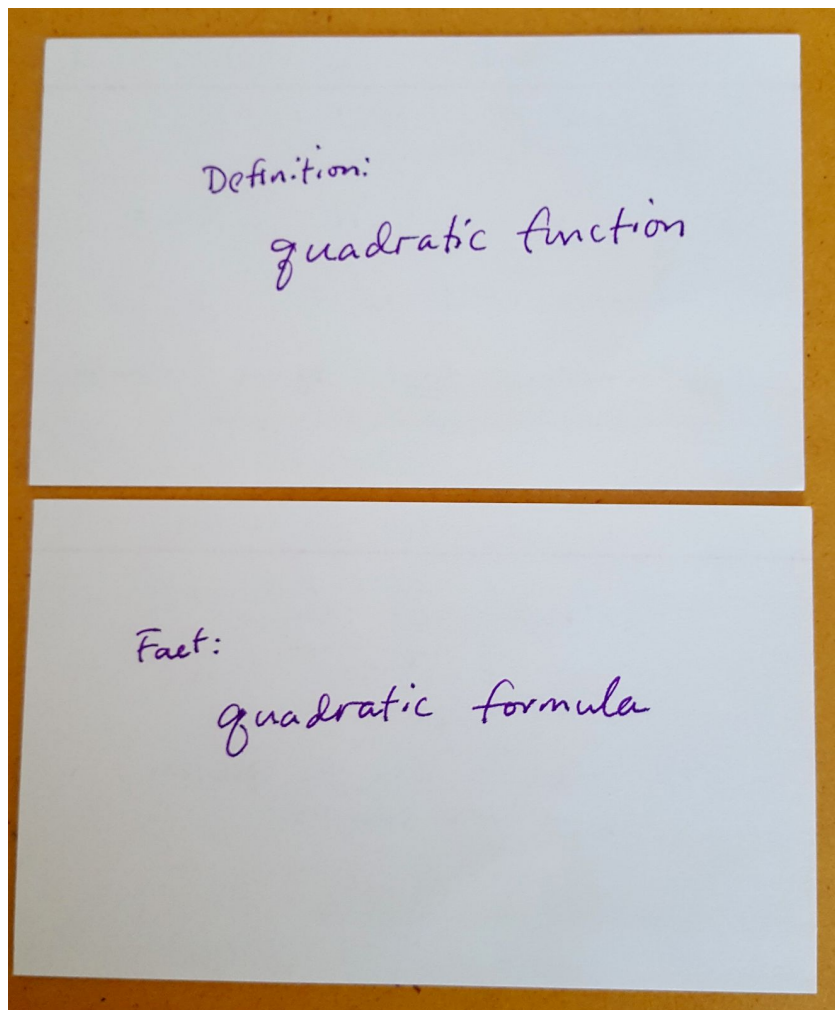 Definition:
quadratic function
Fact:
quadratic formula